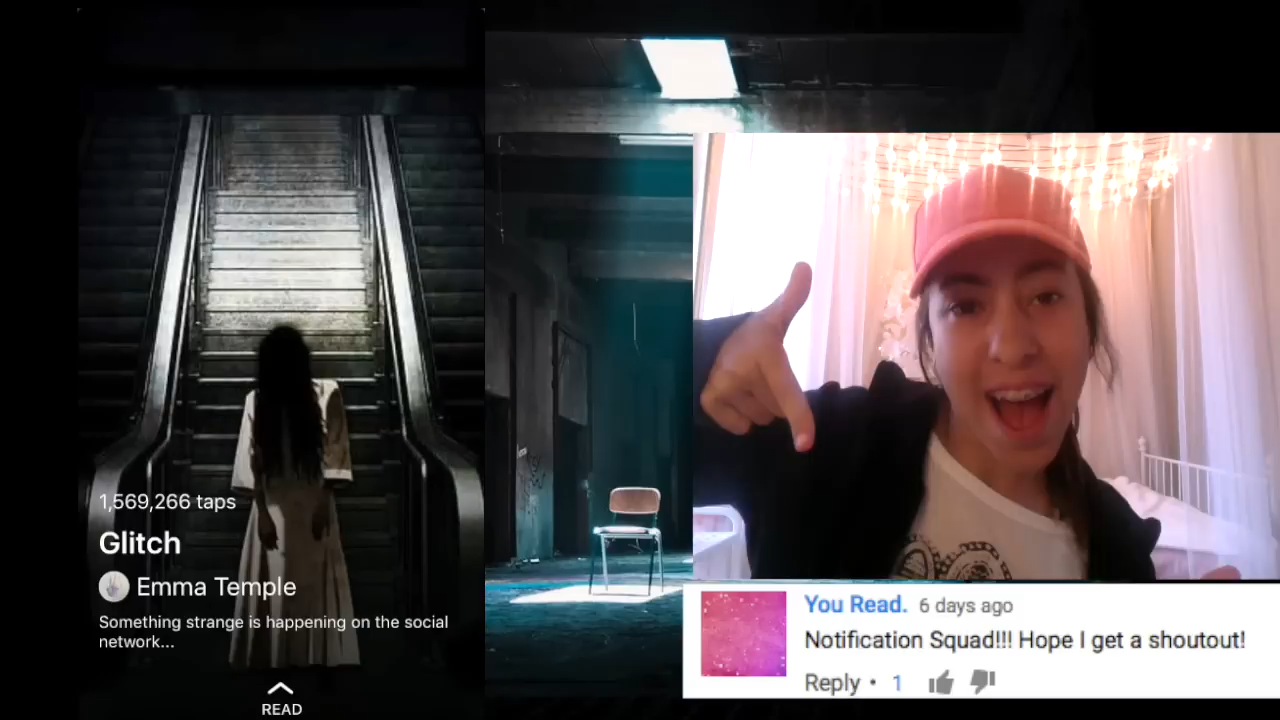 1,569,266 taps
Glitch
Emma Temple
Something strange is happening on the social
network...
READ
You Read. 6 days ago
Notification Squad!!! Hope I get a shoutout!
Reply • 1